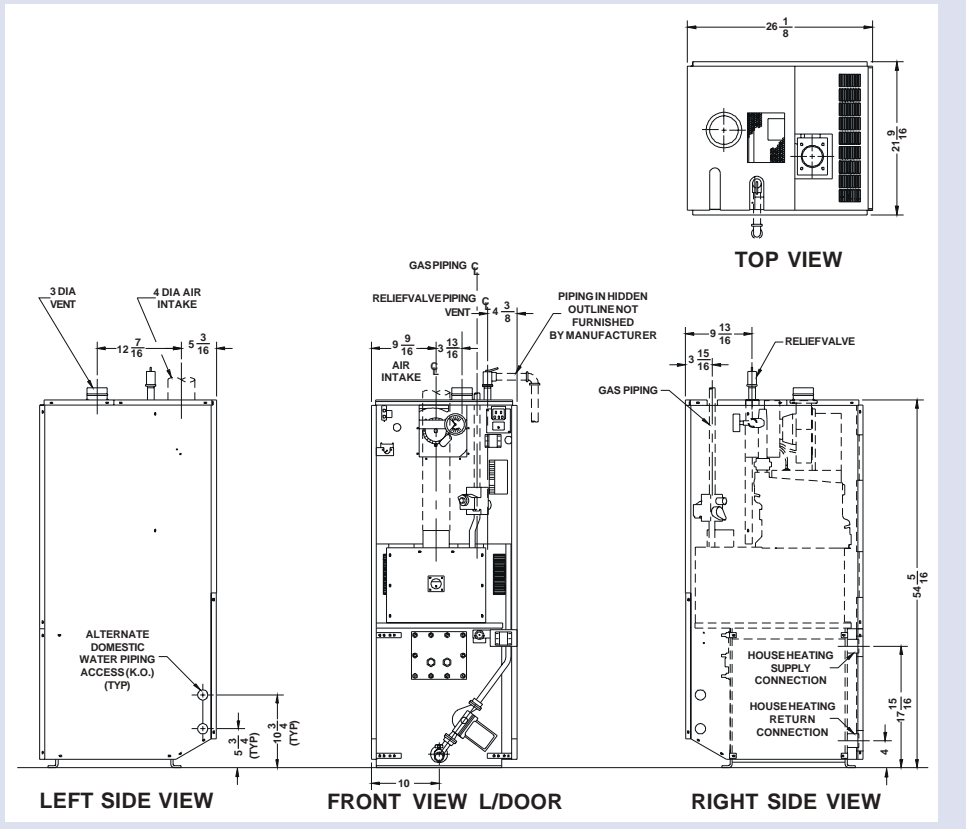 26 1/8
21 9/16
TOP VIEW
3 DIA
VENT
4 DIA AIR
INTAKE
12 7/16
5 3/16
ALTERNATE
DOMESTIC
WATER PIPING
ACCESS (K.O.)
(TYP)
5 3/4
(TYP)
10 3/4
(TYP)
LEFT SIDE VIEW
GAS PIPING ℄
RELIEF VALVE PIPING ℄
VENT
4 3/8
PIPING IN HIDDEN
OUTLINE NOT
FURNISHED
BY MANUFACTURER
9 9/16
3 13/16
AIR
INTAKE ℄
10
FRONT VIEW L/DOOR
9 13/16
3 15/16
RELIEF VALVE
GAS PIPING
54 5/16
HOUSE HEATING
SUPPLY
CONNECTION
HOUSE HEATING
RETURN
CONNECTION
17 15/16
4
RIGHT SIDE VIEW